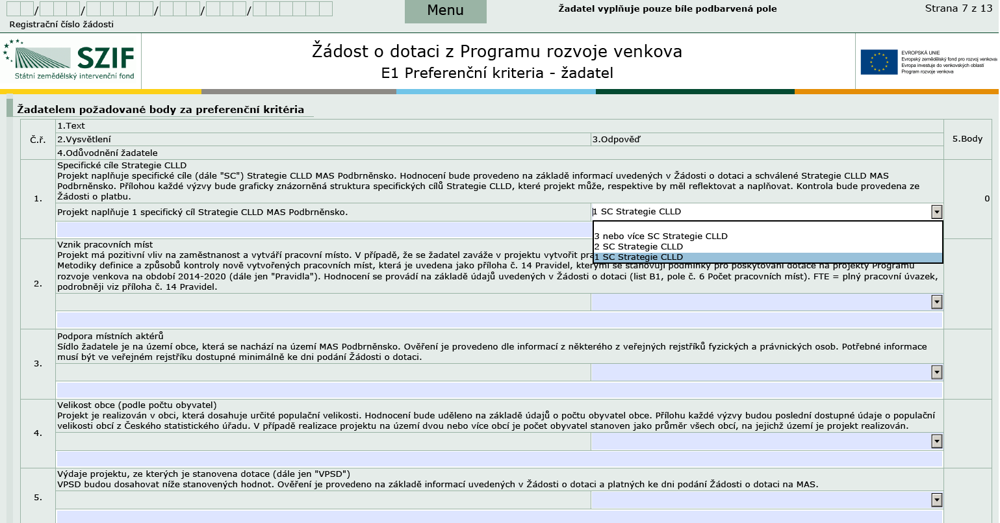 / / / / /
Menu
Žadatel vyplňuje pouze bíle podbarvená pole
Strana 7 z 13
Registrační číslo žádosti
SZIF
Státní zemědělský intervenční fond
Žádost o dotaci z Programu rozvoje venkova
E1 Preferenční kriteria - žadatel
EVROPSKÁ UNIE
Evropský zemědělský fond pro rozvoj venkova
Evropa investuje do venkovských oblastí
Program rozvoje venkova
Žadatelem požadované body za preferenční kritéria
Č.ř.
1.Text
2.Vysvětlení
3.Odpověď
4.Odůvodnění žadatele
5.Body
1.
Specifické cíle Strategie CLLD
Projekt naplňuje specifické cíle (dále "SC") Strategie CLLD MAS Podbrněnsko. Hodnocení bude provedeno na základě informací uvedených v Žádosti o dotaci a schválené Strategie CLLD MAS
Podbrněnsko. Přílohou každé výzvy bude graficky znázorněná struktura specifických cílů Strategie CLLD, které projekt může, respektive by měl reflektovat a naplňovat. Kontrola bude provedena ze
Žádosti o platbu.
0
Projekt naplňuje 1 specifický cíl Strategie CLLD MAS Podbrněnsko.
1 SC Strategie CLLD
3 nebo více SC Strategie CLLD
2 SC Strategie CLLD
1 SC Strategie CLLD
2.
Vznik pracovních míst
Projekt má pozitivní vliv na zaměstnanost a vytváří pracovní místo. V případě, že se žadatel zaváže v projektu vytvořit
Metodiky definice a způsobů kontroly nově vytvořených pracovních míst, která je uvedena jako příloha č. 14 Pravidel, kterými se stanovují podmínky pro poskytování dotace na projekty Programu
rozvoje venkova na období 2014-2020 (dále jen "Pravidla"). Hodnocení se provádí na základě údajů uvedených v Žádosti o dotaci (list B1, pole č. 6 Počet pracovních míst). FTE = plný pracovní úvazek,
podrobněji viz příloha č. 14 Pravidel.
3.
Podpora místních aktérů
Sídlo žadatele je na území obce, která se nachází na území MAS Podbrněnsko. Ověření je provedeno dle informací z některého z veřejných rejstříků fyzických a právnických osob. Potřebné informace
musí být ve veřejném rejstříku dostupné minimálně ke dni podání Žádosti o dotaci.
4.
Velikost obce (podle počtu obyvatel)
Projekt je realizován v obci, která dosahuje určité populační velikosti. Hodnocení bude uděleno na základě údajů o počtu obyvatel obce. Přílohu každé výzvy budou poslední dostupné údaje o populační
velikosti obcí z Českého statistického úřadu. V případě realizace projektu na území dvou nebo více obcí je počet obyvatel stanoven jako průměr všech obcí, na jejichž území je projekt realizován.
5.
Výdaje projektu, ze kterých je stanovena dotace (dále jen "VPSD")
VPSD budou dosahovat níže stanovených hodnot. Ověření je provedeno na základě informací uvedených v Žádosti o dotaci a platných ke dni podání Žádosti o dotaci na MAS.